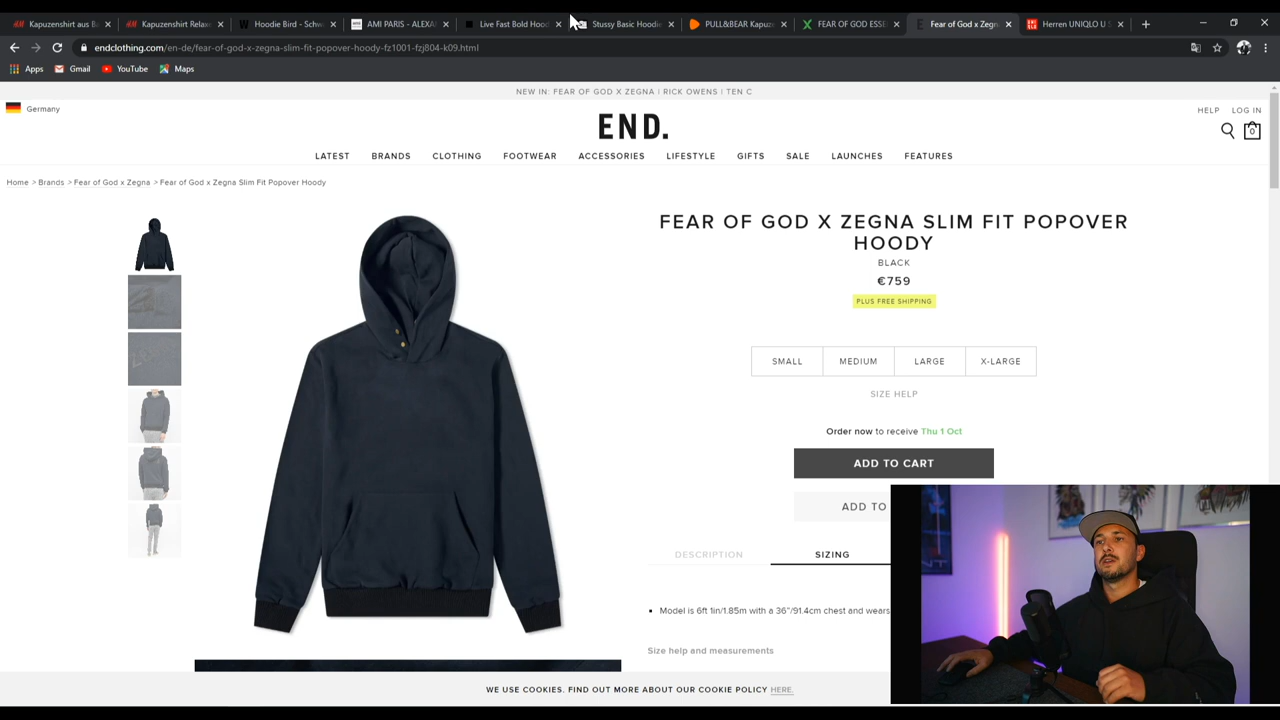 Kapuzenshirt aus B
Kapuzenshirt Relaxe
Hoodie Bird - Schw
AMI PARIS - ALEXA
Live Fast Bold Hood
Stussy Basic Hoodie
PULL&BEAR Kapuz
FEAR OF GOD ESSE
Fear of God x Zegna
Herren UNIQLO U S
endclothing.com/en-de/fear-of-god-x-zegna-slim-fit-popover-hoody-fz1001-fzj804-k09.html
Apps
Gmail
YouTube
Maps
NEW IN: FEAR OF GOD X ZEGNA | RICK OWENS | TEN C
Germany
HELP LOG IN
END.
0
LATEST BRANDS CLOTHING FOOTWEAR ACCESSORIES LIFESTYLE GIFTS SALE LAUNCHES FEATURES
Home > Brands > Fear of God x Zegna > Fear of God x Zegna Slim Fit Popover Hoody
FEAR OF GOD X ZEGNA SLIM FIT POPOVER
HOODY
BLACK
€759
PLUS FREE SHIPPING
SMALL MEDIUM LARGE X-LARGE
SIZE HELP
Order now to receive Thu 1 Oct
ADD TO CART
ADD TO
DESCRIPTION SIZING
Model is 6ft 1in/1.85m with a 36"/91.4cm chest and wears
Size help and measurements
WE USE COOKIES. FIND OUT MORE ABOUT OUR COOKIE POLICY HERE.